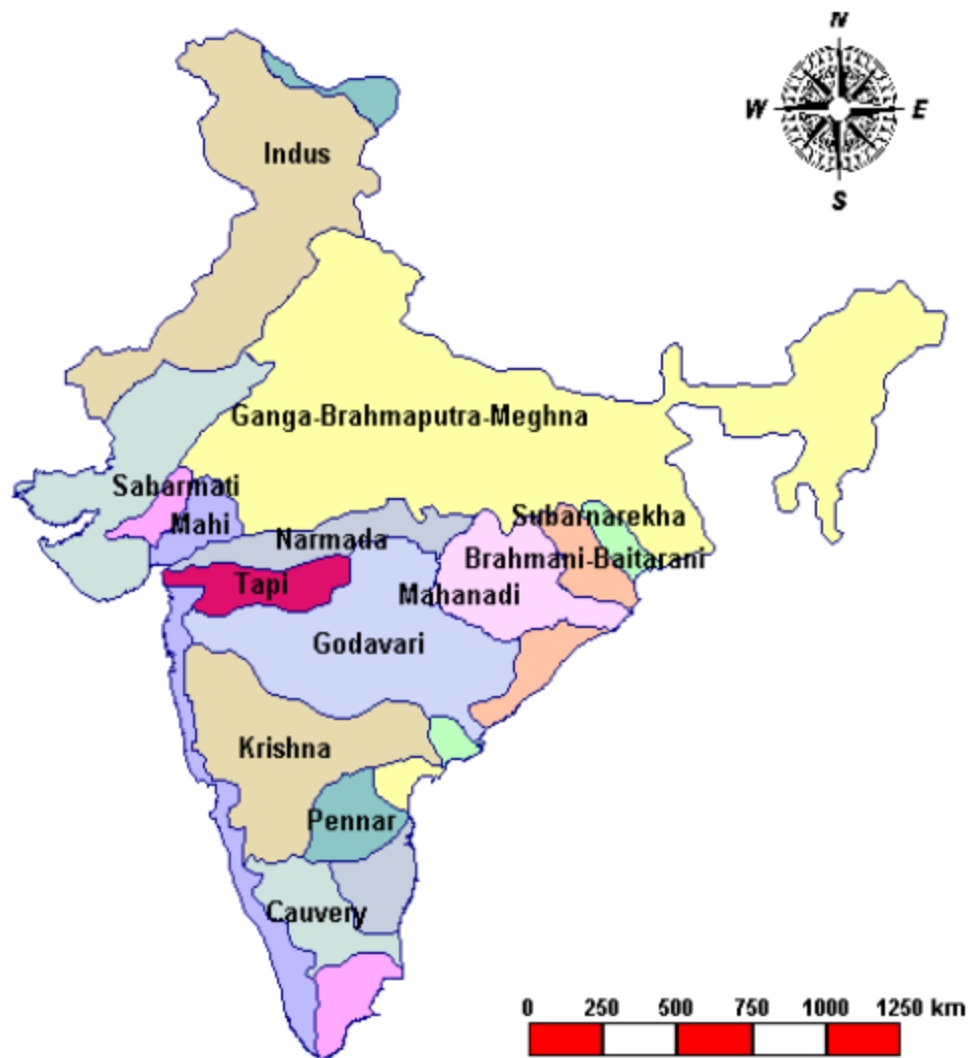 N
W E
S
Indus
Ganga-Brahmaputra-Meghna
Sabarmati
Mahi
Subarnarekha
Narmada
Brahmani-Baitarani
Tapi
Mahanadi
Godavari
Krishna
Pennar
Cauvery
0 250 500 750 1000 1250 km